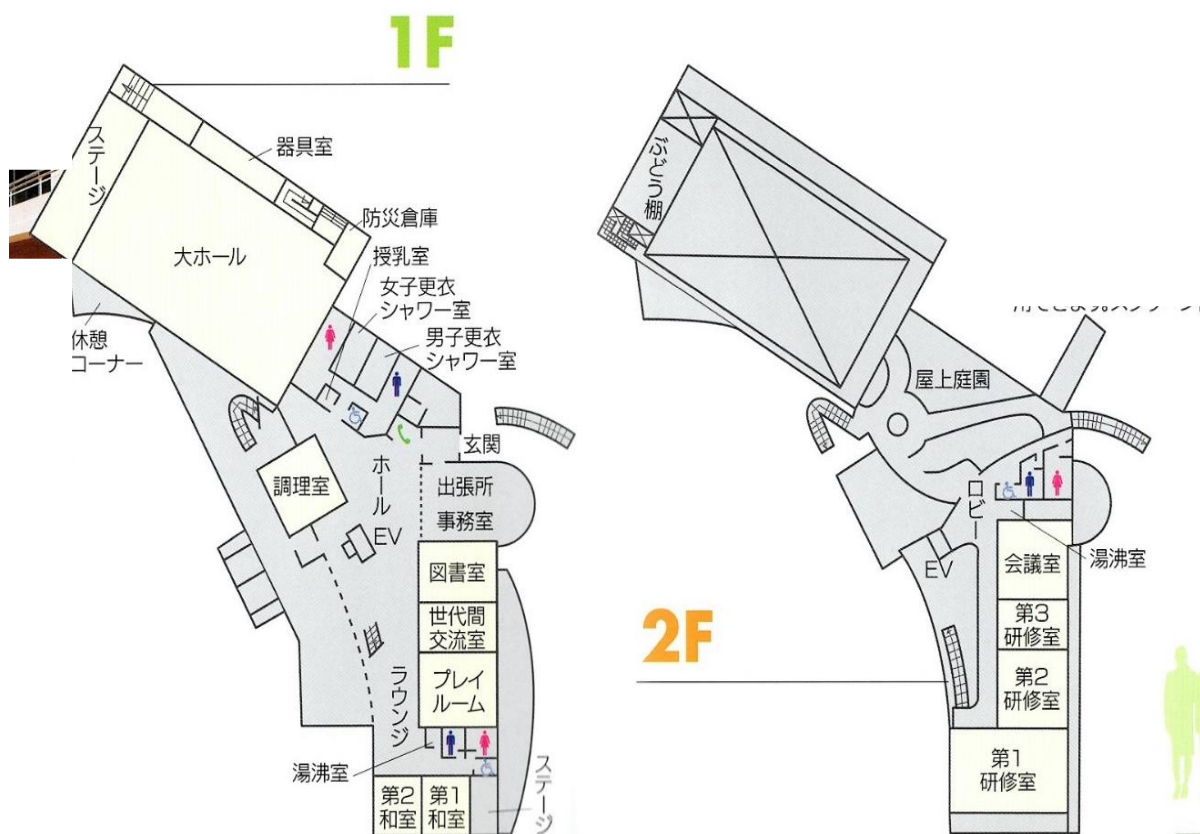 1F
ステージ
器具室
防災倉庫
大ホール
授乳室
女子更衣
シャワー室
男子更衣
シャワー室
休憩
コーナー
玄関
ホール
調理室
出張所
事務室
EV
図書室
世代間
交流室
プレイ
ルーム
ラウンジ
湯沸室
第2
和室
第1
和室
ステージ
2F
ぶどう棚
屋上庭園
ロビー
EV
会議室
湯沸室
第3
研修室
第2
研修室
第1
研修室